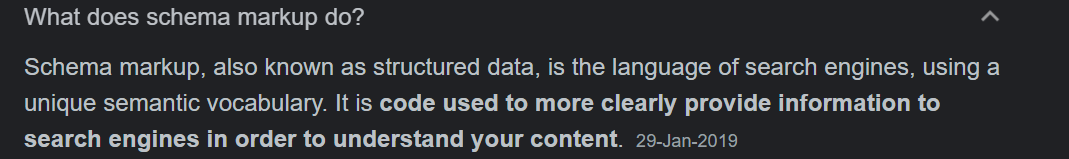 What does schema markup do?
Schema markup, also known as structured data, is the language of search engines, using a
unique semantic vocabulary. It is code used to more clearly provide information to
search engines in order to understand your content. 29-Jan-2019